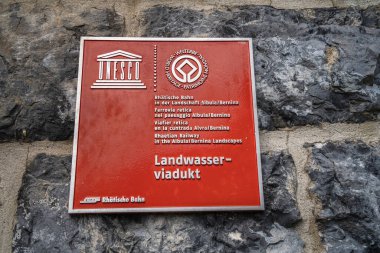 UNESCO
Rhätische Bahn
in der Landschaft Albula/Bernina
Ferrovia retica
nel paesaggio Albula/Bernina
Viafier retica
en la cuntrada Alvra/Bernina
Rhaetian Railway
in the Albula/Bernina Landscapes
Landwasser-
viadukt
Rhätische Bahn